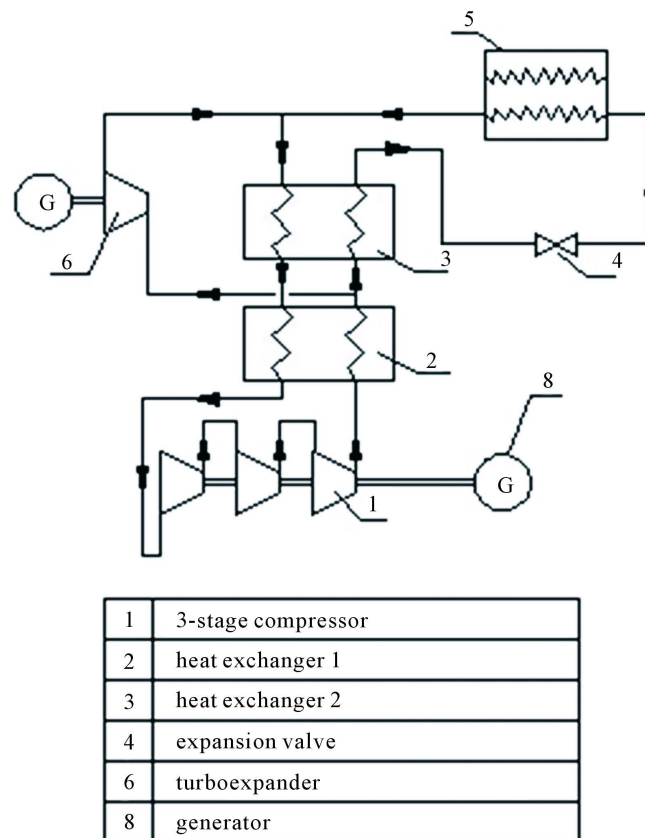 5
G
6
3
4
2
8
G
1
1 3-stage compressor
2 heat exchanger 1
3 heat exchanger 2
4 expansion valve
6 turboexpander
8 generator